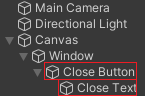 Main Camera
Directional Light
Canvas
Window
Close Button
Close Text